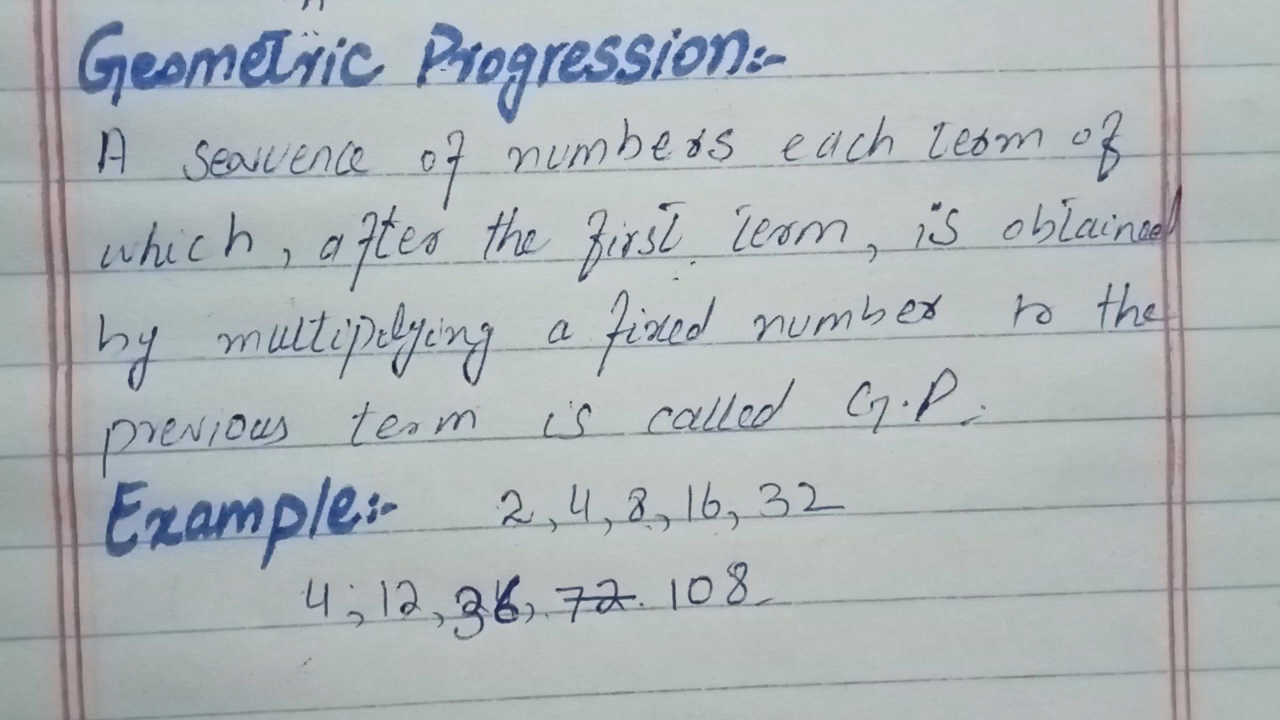 Geometric Progression:-
A sequence of numbers each term of
which, after the first term, is obtained
by multiplying a fixed number to the
previous term is called G.P.
Example:- 2, 4, 8, 16, 32
4, 12, 36, 72. 108